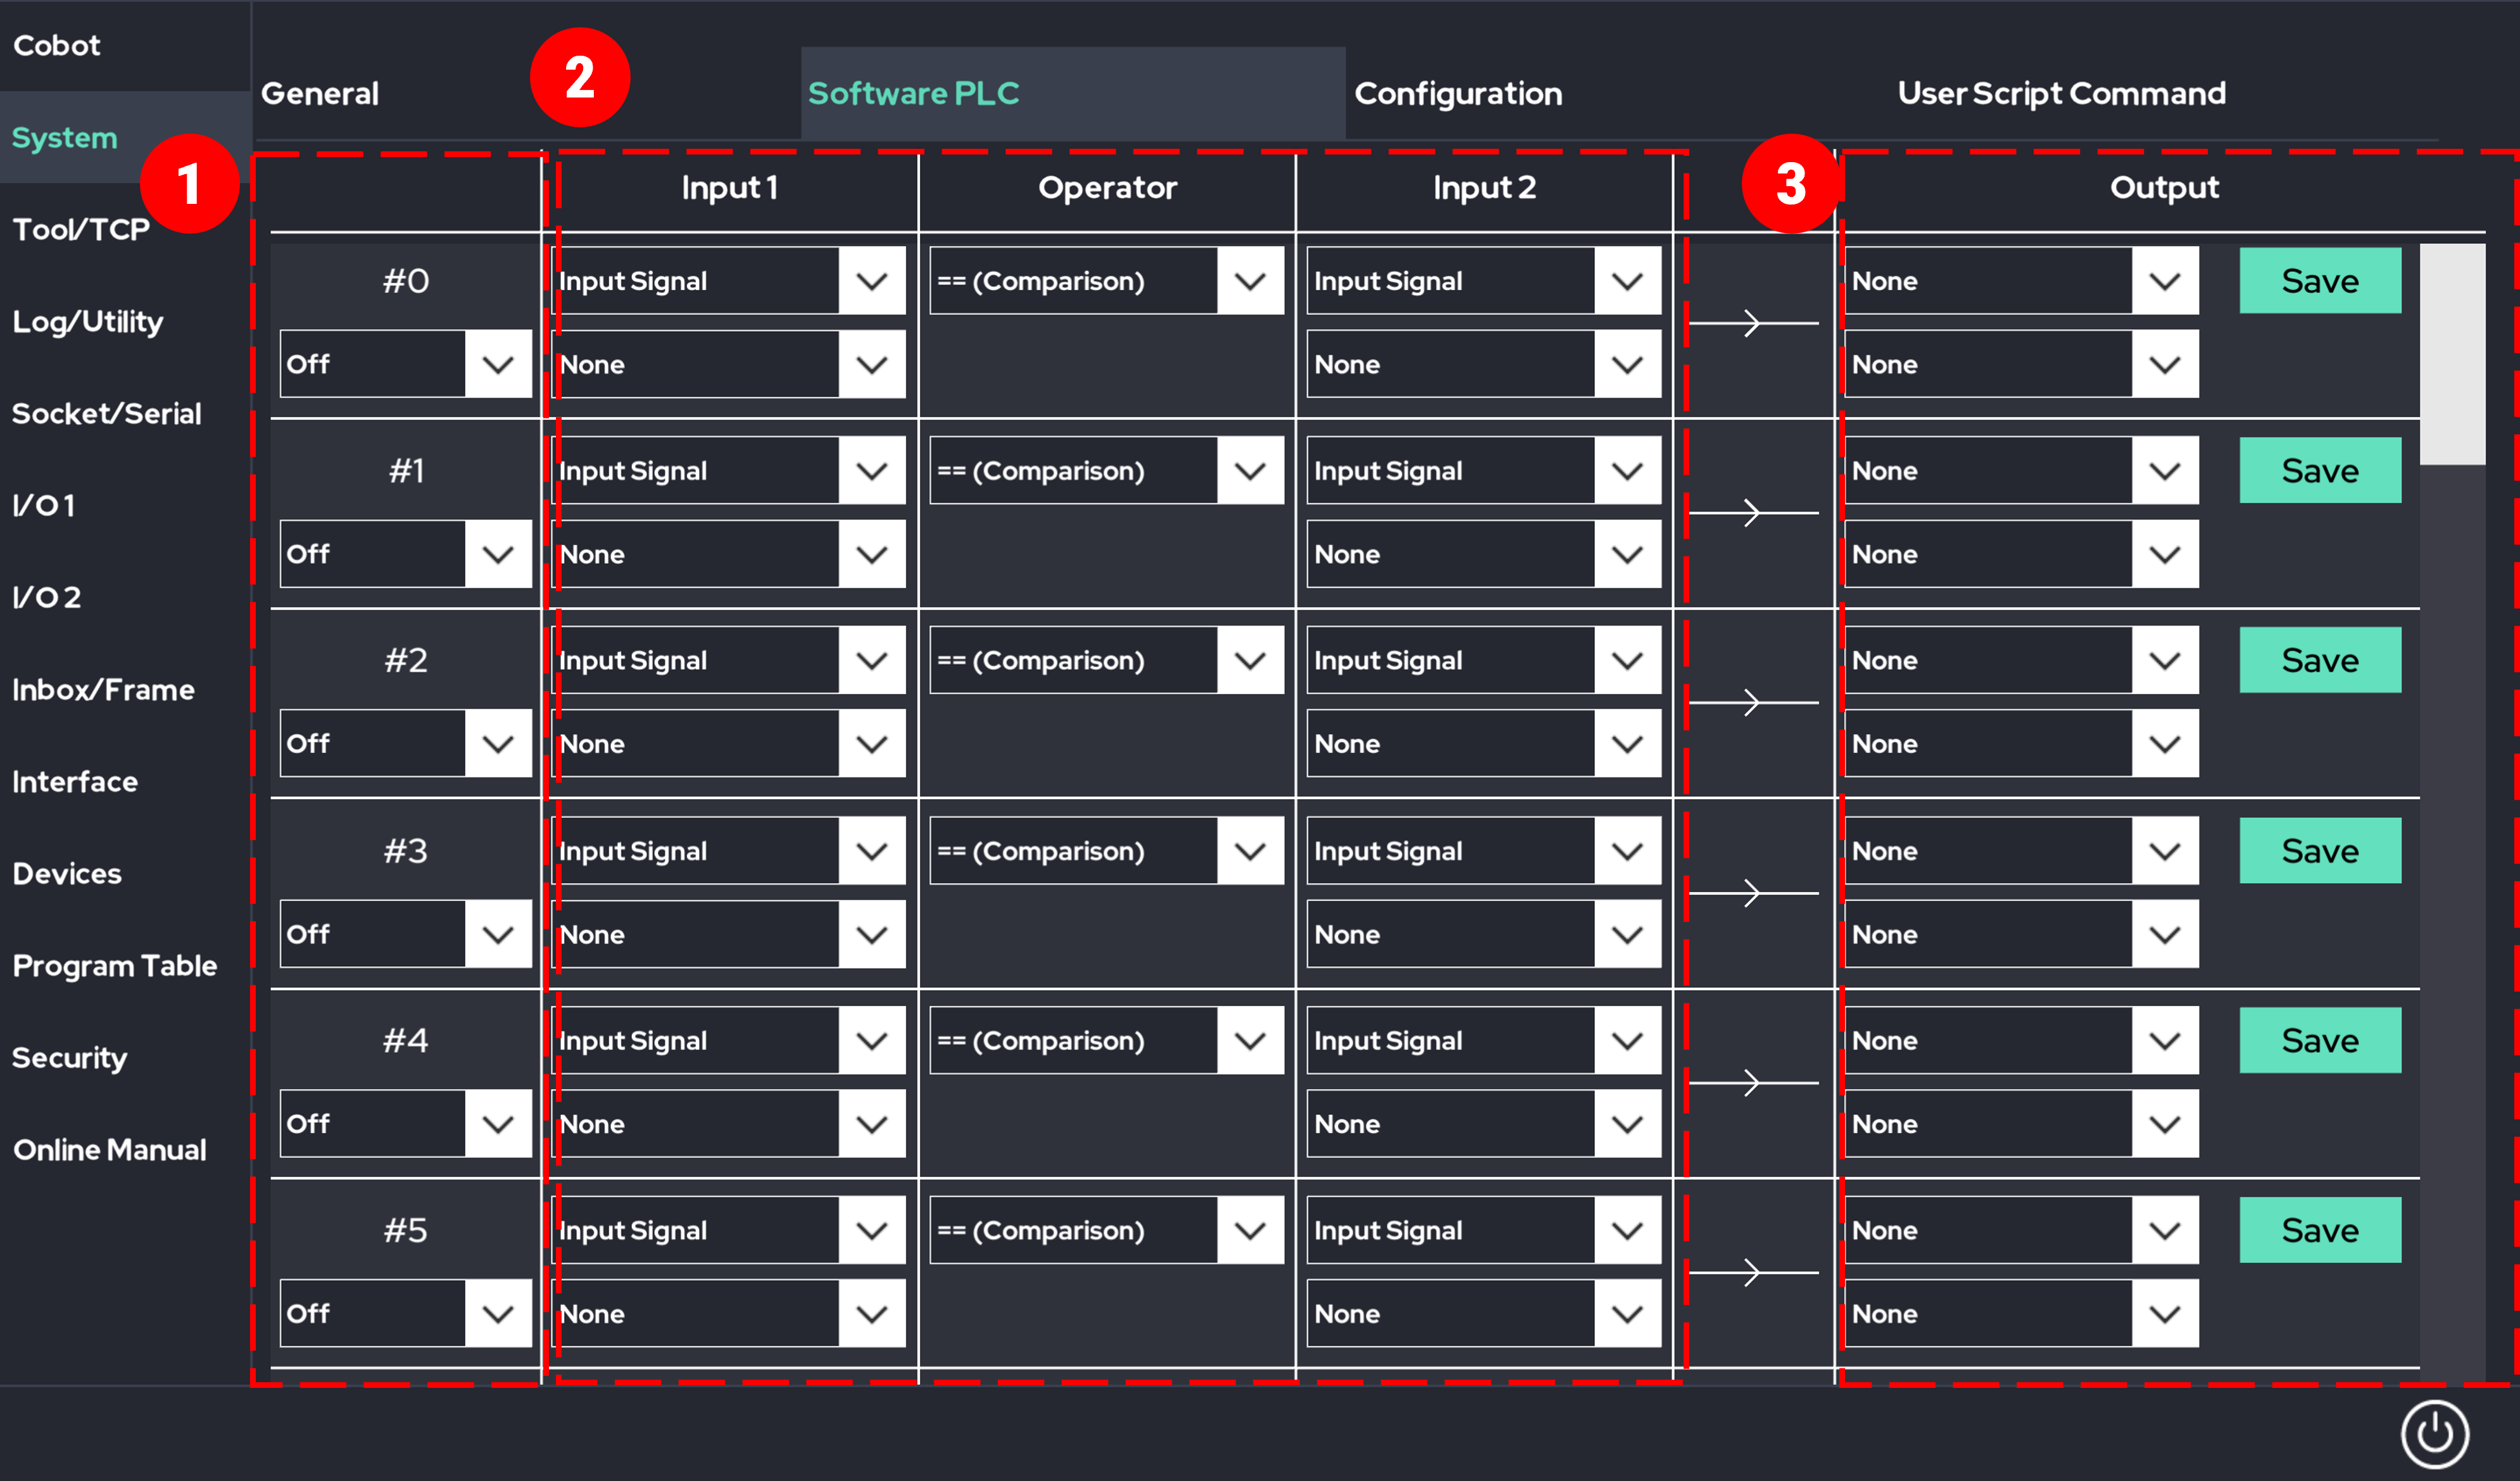 Cobot
System
Tool/TCP
Log/Utility
Socket/Serial
I/O 1
I/O 2
Inbox/Frame
Interface
Devices
Program Table
Security
Online Manual
General
Software PLC
Configuration
User Script Command
1
2
3
Input 1 Operator Input 2 Output
#0 Input Signal == (Comparison) Input Signal None Save
Off None None None
#1 Input Signal == (Comparison) Input Signal None Save
Off None None None
#2 Input Signal == (Comparison) Input Signal None Save
Off None None None
#3 Input Signal == (Comparison) Input Signal None Save
Off None None None
#4 Input Signal == (Comparison) Input Signal None Save
Off None None None
#5 Input Signal == (Comparison) Input Signal None Save
Off None None None